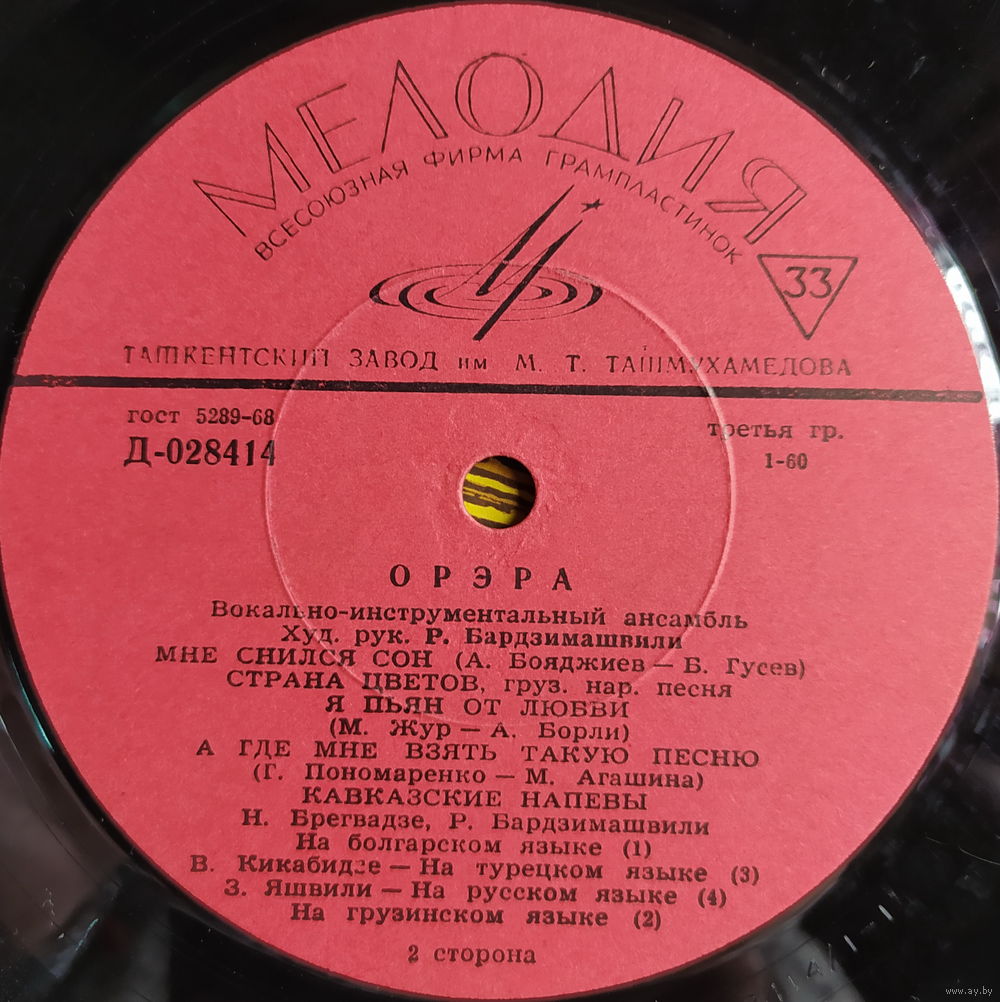 МЕЛОДИЯ
ВСЕСОЮЗНАЯ ФИРМА ГРАМПЛАСТИНОК
33
ТАШКЕНТСКИЙ ЗАВОД им М. Т. ТАШМУХАМЕДОВА
гост 5289-68
Д-028414
третья гр.
1-60
ОРЭРА
Вокально-инструментальный ансамбль
Худ. рук. Р. Бардзимашвили
МНЕ СНИЛСЯ СОН (А. Бояджиев — Б. Гусев)
СТРАНА ЦВЕТОВ, груз. нар. песня
Я ПЬЯН ОТ ЛЮБВИ
(М. Жур — А. Борли)
А ГДЕ МНЕ ВЗЯТЬ ТАКУЮ ПЕСНЮ
(Г. Пономаренко — М. Агашина)
КАВКАЗСКИЕ НАПЕВЫ
Н. Брегвадзе, Р. Бардзимашвили
На болгарском языке (1)
В. Кикабидзе — На турецком языке (3)
З. Яшвили — На русском языке (4)
На грузинском языке (2)
2 сторона
www.ay.by